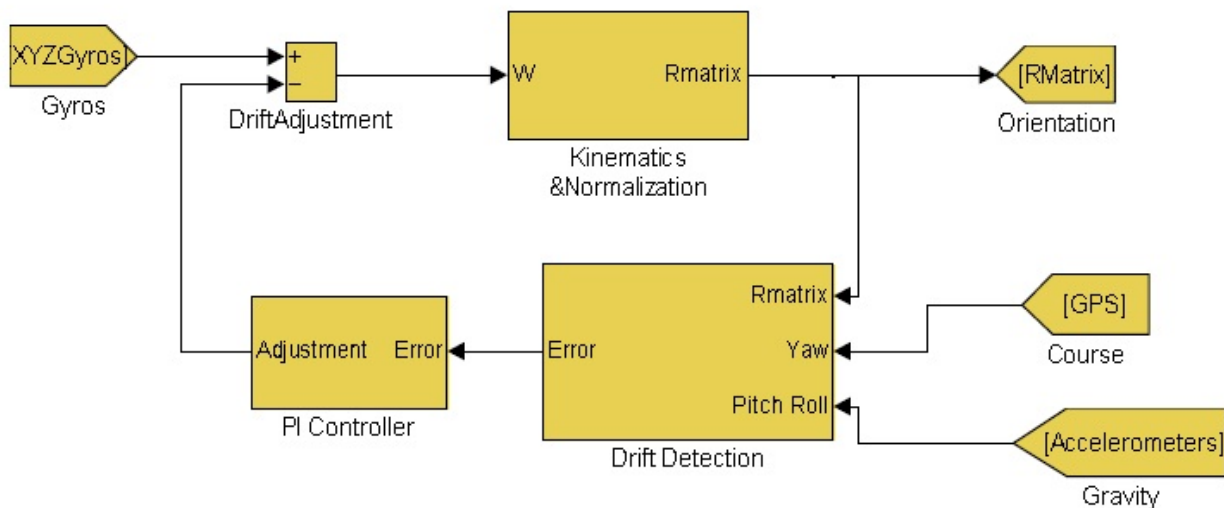 [XYZGyros]
Gyros
+
−
DriftAdjustment
W
Rmatrix
Kinematics
&Normalization
[RMatrix]
Orientation
Rmatrix
Yaw
Pitch Roll
Error
Drift Detection
[GPS]
Course
[Accelerometers]
Gravity
Adjustment
Error
PI Controller